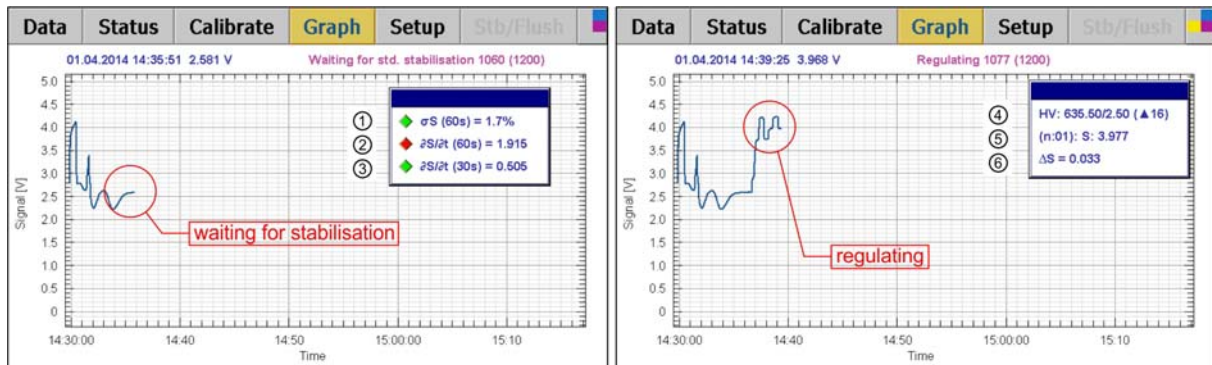 Data Status Calibrate Graph Setup Stb/Flush
01.04.2014 14:35:51 2.581 V Waiting for std. stabilisation 1060 (1200)
5.0
4.5
① σS (60s) = 1.7%
4.0
② ∂S/∂t (60s) = 1.915
3.5
③ ∂S/∂t (30s) = 0.505
3.0
2.5
Signal [V]
2.0
waiting for stabilisation
1.5
1.0
0.5
0
14:30:00 14:40 14:50 15:00:00 15:10
Time
Data Status Calibrate Graph Setup Stb/Flush
01.04.2014 14:39:25 3.968 V Regulating 1077 (1200)
5.0
4.5
④ HV: 635.50/2.50 (▲16)
4.0
⑤ (n:01): S: 3.977
3.5
⑥ ΔS = 0.033
3.0
2.5
Signal [V]
2.0
1.5
regulating
1.0
0.5
0
14:30:00 14:40 14:50 15:00:00 15:10
Time